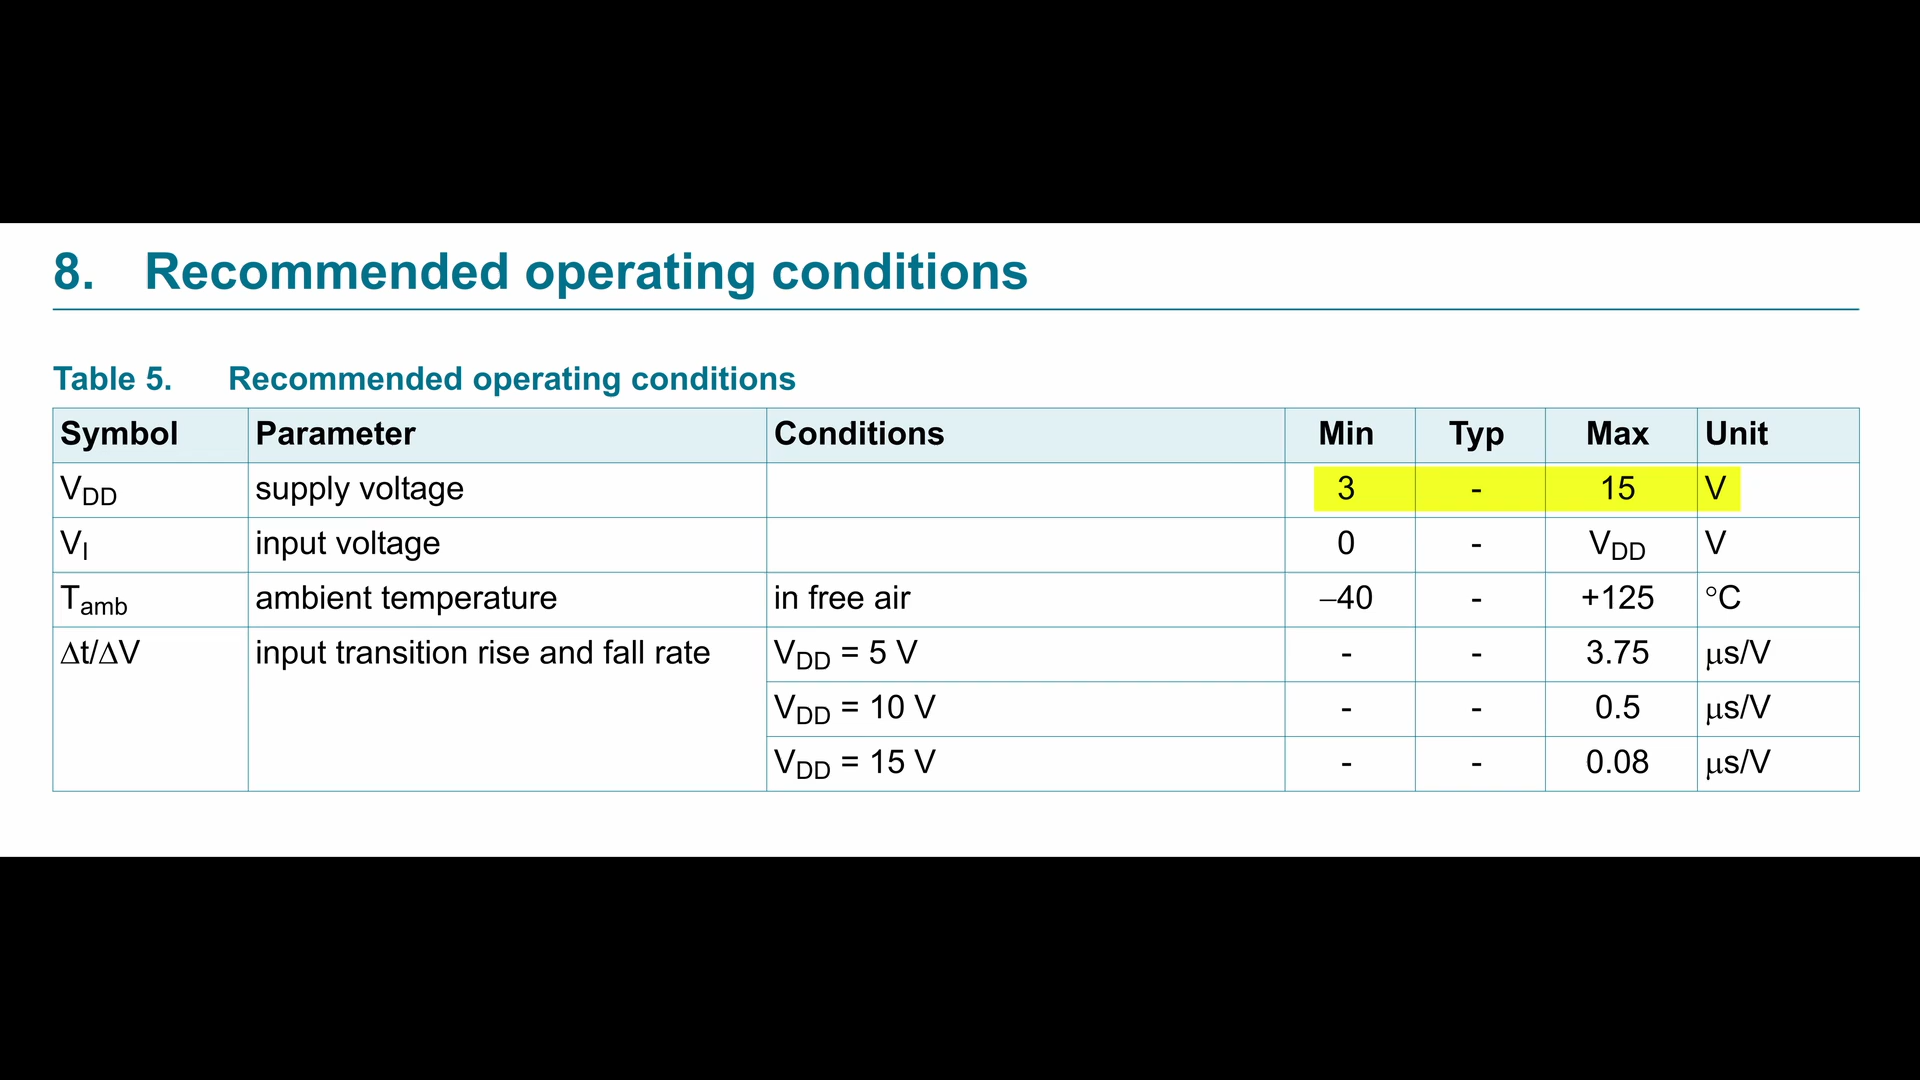 8. Recommended operating conditions
Table 5. Recommended operating conditions
Symbol Parameter Conditions Min Typ Max Unit
VDD supply voltage 3 - 15 V
VI input voltage 0 - VDD V
Tamb ambient temperature in free air −40 - +125 °C
Δt/ΔV input transition rise and fall rate VDD = 5 V - - 3.75 μs/V
VDD = 10 V - - 0.5 μs/V
VDD = 15 V - - 0.08 μs/V